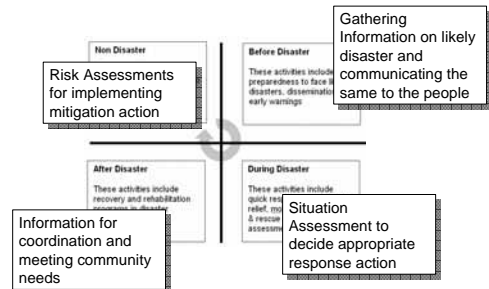 Non Disaster
Risk Assessments
for implementing
mitigation action
Before Disaster
These activities include
preparedness to face
disasters,
early warnings
Gathering
Information on likely
disaster and
communicating the
same to the people
After Disaster
These activities include
recovery and rehabilitation
Information for
coordination and
meeting community
needs
During Disaster
These activities include
quick
relief,
& rescue
Situation
Assessment to
decide appropriate
response action